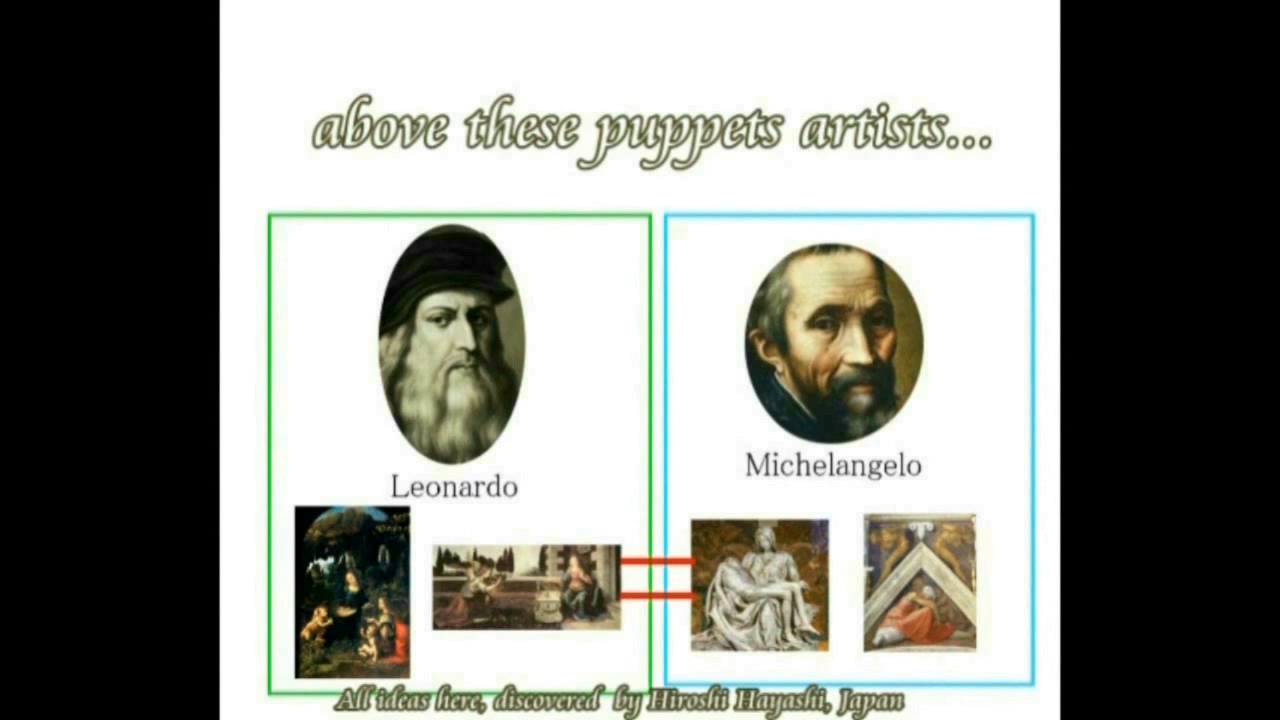 above these puppets artists...
Leonardo
Michelangelo
All ideas here, discovered by Hiroshi Hayashi, Japan